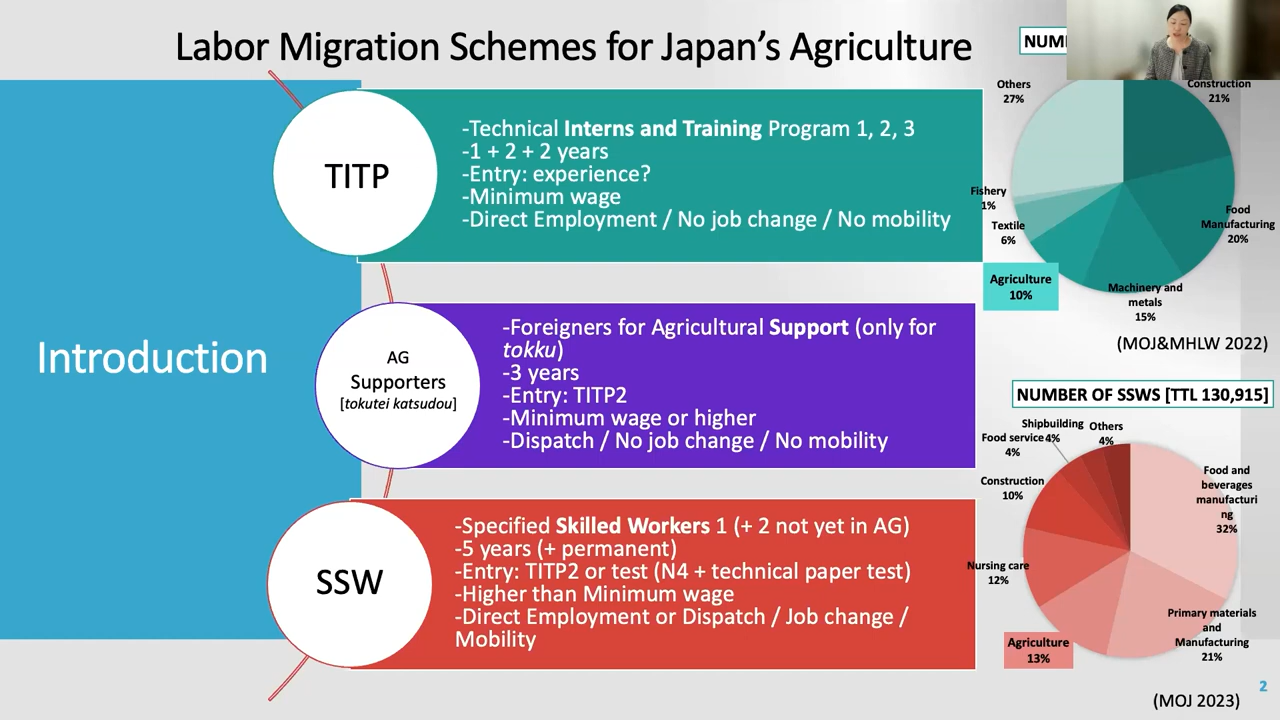 Labor Migration Schemes for Japan's Agriculture
Introduction
TITP
-Technical Interns and Training Program 1, 2, 3
-1 + 2 + 2 years
-Entry: experience?
-Minimum wage
-Direct Employment / No job change / No mobility
AG
Supporters
[tokutei katsudou]
-Foreigners for Agricultural Support (only for
tokku)
-3 years
-Entry: TITP2
-Minimum wage or higher
-Dispatch / No job change / No mobility
SSW
-Specified Skilled Workers 1 (+ 2 not yet in AG)
-5 years (+ permanent)
-Entry: TITP2 or test (N4 + technical paper test)
-Higher than Minimum wage
-Direct Employment or Dispatch / Job change /
Mobility
Others
27%
Construction
21%
Fishery
1%
Textile
6%
Food
Manufacturing
20%
Agriculture
10%
Machinery and
metals
15%
(MOJ&MHLW 2022)
NUMBER OF SSWS [TTL 130,915]
Shipbuilding
4%
Others
4%
Food service
4%
Construction
10%
Food and
beverages
manufacturi
ng
32%
Nursing care
12%
Primary materials
and
Manufacturing
21%
Agriculture
13%
(MOJ 2023)
2